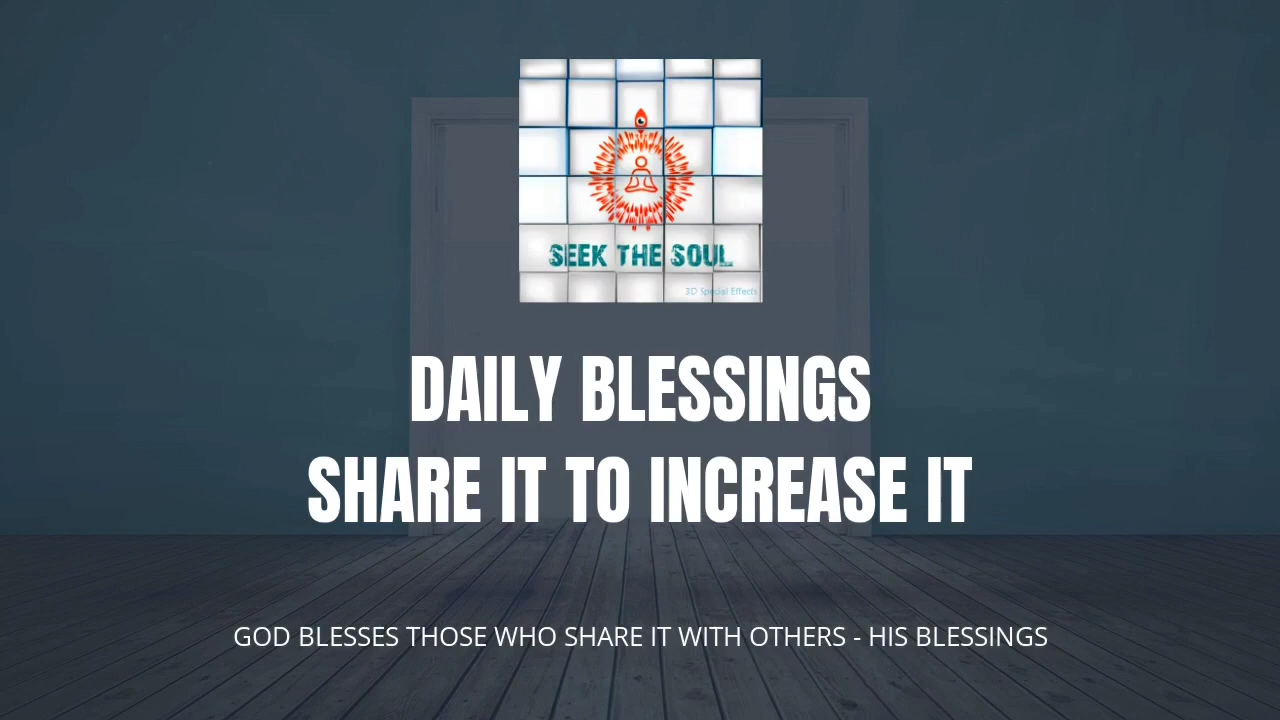 SEEK THE SOUL
3D Special Effects
DAILY BLESSINGS
SHARE IT TO INCREASE IT
GOD BLESSES THOSE WHO SHARE IT WITH OTHERS - HIS BLESSINGS